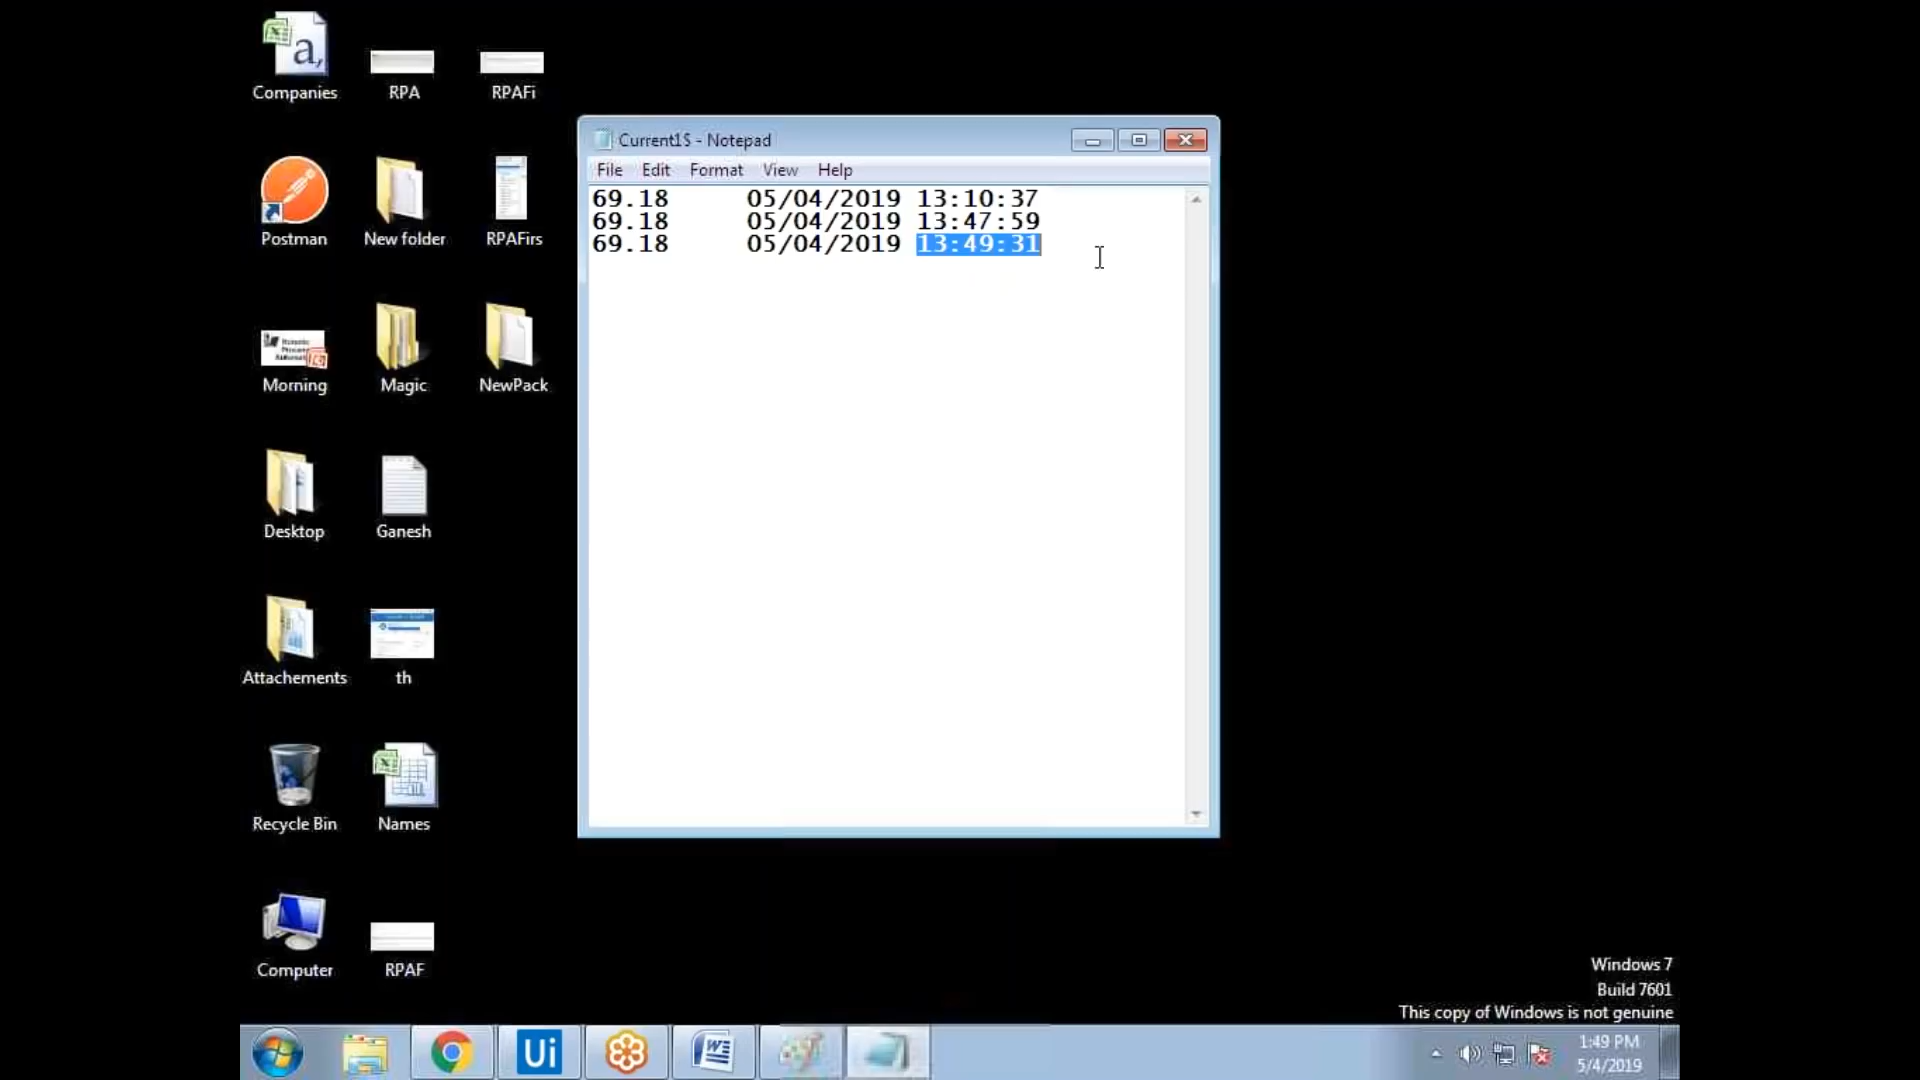 Companies
RPA
RPAFi
Postman
New folder
RPAFirs
Morning
Magic
NewPack
Desktop
Ganesh
Attachements
th
Recycle Bin
Names
Computer
RPAF
Current1$ - Notepad
File Edit Format View Help
69.18 05/04/2019 13:10:37
69.18 05/04/2019 13:47:59
69.18 05/04/2019 13:49:31
Windows 7
Build 7601
This copy of Windows is not genuine
Ui
1:49 PM
5/4/2019